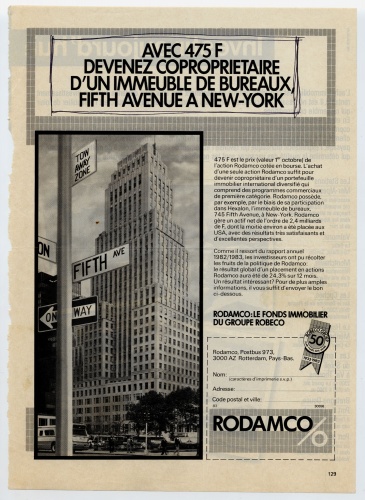 AVEC 475 F
DEVENEZ COPROPRIETAIRE
D'UN IMMEUBLE DE BUREAUX,
FIFTH AVENUE A NEW-YORK
TOW
AWAY
ZONE
ON
FIFTH AVE
ONE WAY
475 F est le prix (valeur 1er octobre) de
l'action Rodamco cotée en bourse. L'achat
d'une seule action Rodamco suffit pour
devenir copropriétaire d'un portefeuille
immobilier international diversifié qui
comprend des programmes commerciaux
de première catégorie. Rodamco possède,
par exemple, par le biais de sa participation
dans Hexalon, l'immeuble de bureaux,
745 Fifth Avenue, à New-York. Rodamco
gère un actif net de l'ordre de 2,4 milliards
de F, dont la moitié environ a été placée aux
USA, avec des résultats très satisfaisants et
d'excellentes perspectives.
Comme il ressort du rapport annuel
1982/1983, les investisseurs ont pu récolter
les fruits de la politique de Rodamco:
le résultat global d'un placement en actions
Rodamco aura été de 24,3% sur 12 mois.
Un résultat intéressant? Pour de plus amples
informations, il vous suffit d'envoyer le bon
ci-dessous.
RODAMCO: LE FONDS IMMOBILIER
DU GROUPE ROBECO
50
Rodamco, Postbus 973,
3000 AZ Rotterdam, Pays-Bas.
Nom:
(caractères d'imprimerie s.v.p.)
Adresse:
Code postal et ville:
RODAMCO
129